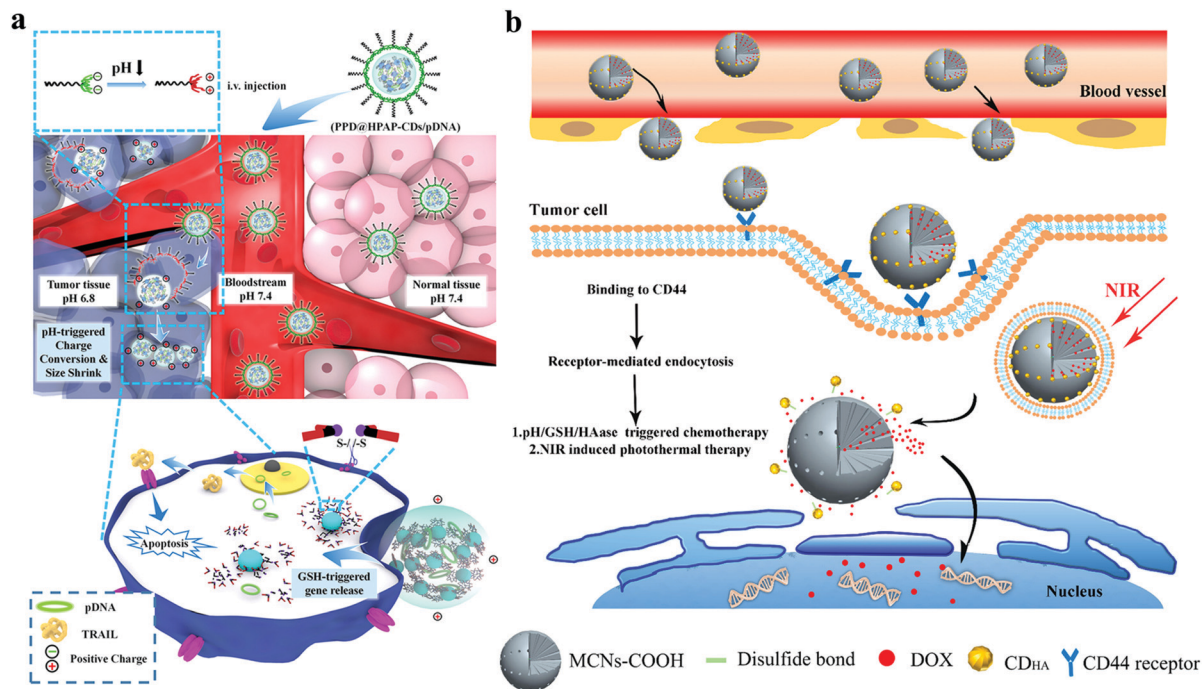 a
pH
i.v. injection
(PPD@HPAP-CDs/pDNA)
Tumor tissue
pH 6.8
Bloodstream
pH 7.4
Normal tissue
pH 7.4
pH-triggered
Charge
Conversion &
Size Shrink
S-//-S
Apoptosis
GSH-triggered
gene release
pDNA
TRAIL
Positive Charge
b
Blood vessel
Tumor cell
Binding to CD44
NIR
Receptor-mediated endocytosis
1.pH/GSH/HAase triggered chemotherapy
2.NIR induced photothermal therapy
Nucleus
MCNs-COOH
Disulfide bond
DOX
CDHA
CD44 receptor